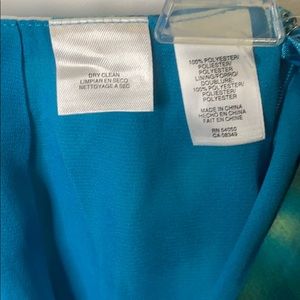 DRY CLEAN
LIMPIAR EN SECO
NETTOYAGE A SEC
100% POLYESTER/
POLIESTER/
POLYESTER
LINING/FORRO/
DOUBLURE:
100% POLYESTER/
POLIESTER/
POLYESTER
MADE IN CHINA
HECHO EN CHINA
FAIT EN CHINE
RN 54050
CA 08349